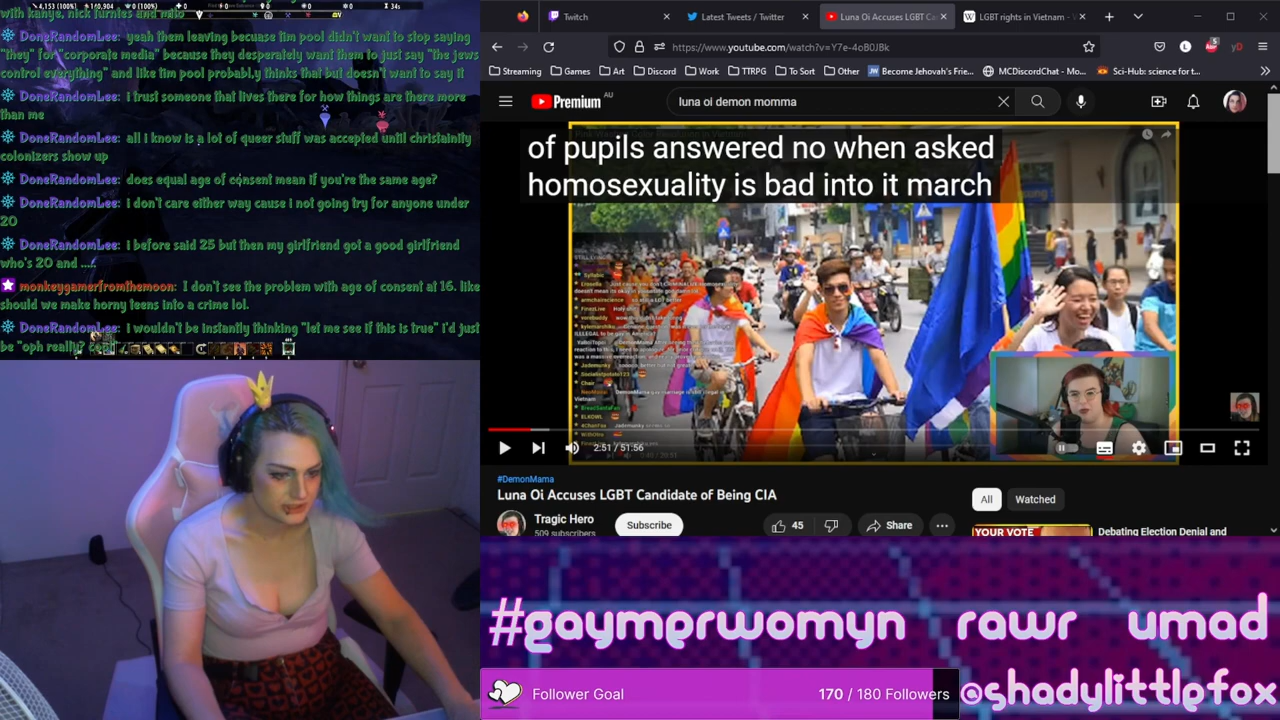 4,153 (100%)
160,904
(100%)
34s
with kanye, nick furnies and milo
DoneRandomLee: yeah them leaving becuase tim pool didn't want to stop saying
"they" for "corporate media" because they desperately want them to just say "the jews
control everything" and like tim pool probabl,y thinks that but doesn't want to say it
DoneRandomLee: i trust someone that lives there for how things are there more
than me
DoneRandomLee: all i know is a lot of queer stuff was accepted until chrisitainity
colonizers show up
DoneRandomLee: does equal age of consent mean if you're the same age?
DoneRandomLee: i don't care either way cause i not going try for anyone under
20
DoneRandomLee: i before said 25 but then my girlfriend got a good girlfriend
who's 20 and .....
monkeygamerfromthemoon: I don't see the problem with age of consent at 16. like
should we make horny teens into a crime lol.
DoneRandomLee: i wouldn't be instantly thinking "let me see if this is true" i'd just
be "oph really?
Twitch
Latest Tweets / Twitter
Luna Oi Accuses LGBT Ca
LGBT rights in Vietnam -
https://www.youtube.com/watch?v=Y7e-4oB0JBk
Streaming
Games
Art
Discord
Work
TTRPG
To Sort
Other
Become Jehovah's Frie...
MCDiscordChat - Mo...
Sci-Hub: science for t...
Premium AU
luna oi demon momma
of pupils answered no when asked
homosexuality is bad into it march
2:51 / 51:56
#DemonMama
Luna Oi Accuses LGBT Candidate of Being CIA
Tragic Hero
509 subscribers
Subscribe
45
Share
All
Watched
YOUR VOTE
Debating Election Denial and
#gaymerwomyn rawr umad
Follower Goal
170 / 180 Followers
@shadylittlefox